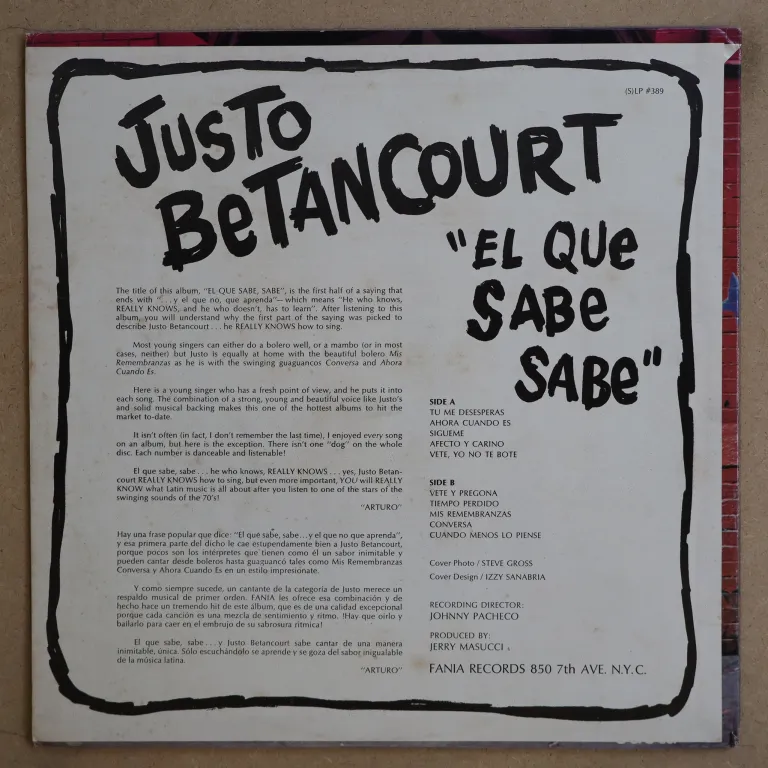 (S)LP #389
JUSTO
BeTANCOURT
"EL QUe
SABe
SABe"
The title of this album, "EL QUE SABE, SABE", is the first half of a saying that
ends with "...y el que no, que aprenda"—which means "He who knows,
REALLY KNOWS, and he who doesn't, has to learn". After listening to this
album, you will understand why the first part of the saying was picked to
describe Justo Betancourt...he REALLY KNOWS how to sing.
Most young singers can either do a bolero well, or a mambo (or in most
cases, neither) but Justo is equally at home with the beautiful bolero Mis
Remembranzas as he is with the swinging guaguancos Conversa and Ahora
Cuando Es.
Here is a young singer who has a fresh point of view, and he puts it into
each song. The combination of a strong, young and beautiful voice like Justo's
and solid musical backing makes this one of the hottest albums to hit the
market to-date.
It isn't often (in fact, I don't remember the last time), I enjoyed every song
on an album, but here is the exception. There isn't one "dog" on the whole
disc. Each number is danceable and listenable!
El que sabe, sabe...he who knows, REALLY KNOWS...yes, Justo Betan-
court REALLY KNOWS how to sing, but even more important, YOU will REALLY
KNOW what Latin music is all about after you listen to one of the stars of the
swinging sounds of the 70's!
"ARTURO"
Hay una frase popular que dice: "El que sabe, sabe...y el que no que aprenda",
y esa primera parte del dicho le cae estupendamente bien a Justo Betancourt,
porque pocos son los intérpretes que tienen como él un sabor inimitable y
pueden cantar desde boleros hasta guaguancó tales como Mis Remembranzas
Conversa y Ahora Cuando Es en un estilo impresionate.
Y como siempre sucede, un cantante de la categoría de Justo merece un
respaldo musical de primer orden. FANIA les ofrece esa combinación y de
hecho hace un tremendo hit de este álbum, que es de una calidad excepcional
porque cada canción es una mezcla de sentimiento y ritmo. !Hay que oirlo y
bailarlo para caer en el embrujo de su sabrosura rítmica!
El que sabe, sabe...y Justo Betancourt sabe cantar de una manera
inimitable, única. Sólo escuchándolo se aprende y se goza del sabor inigualable
de la música latina.
"ARTURO"
SIDE A
TU ME DESESPERAS
AHORA CUANDO ES
SIGUEME
AFECTO Y CARINO
VETE, YO NO TE BOTE
SIDE B
VETE Y PREGONA
TIEMPO PERDIDO
MIS REMEMBRANZAS
CONVERSA
CUANDO MENOS LO PIENSE
Cover Photo / STEVE GROSS
Cover Design / IZZY SANABRIA
RECORDING DIRECTOR:
JOHNNY PACHECO
PRODUCED BY:
JERRY MASUCCI
FANIA RECORDS 850 7th AVE. N.Y.C.